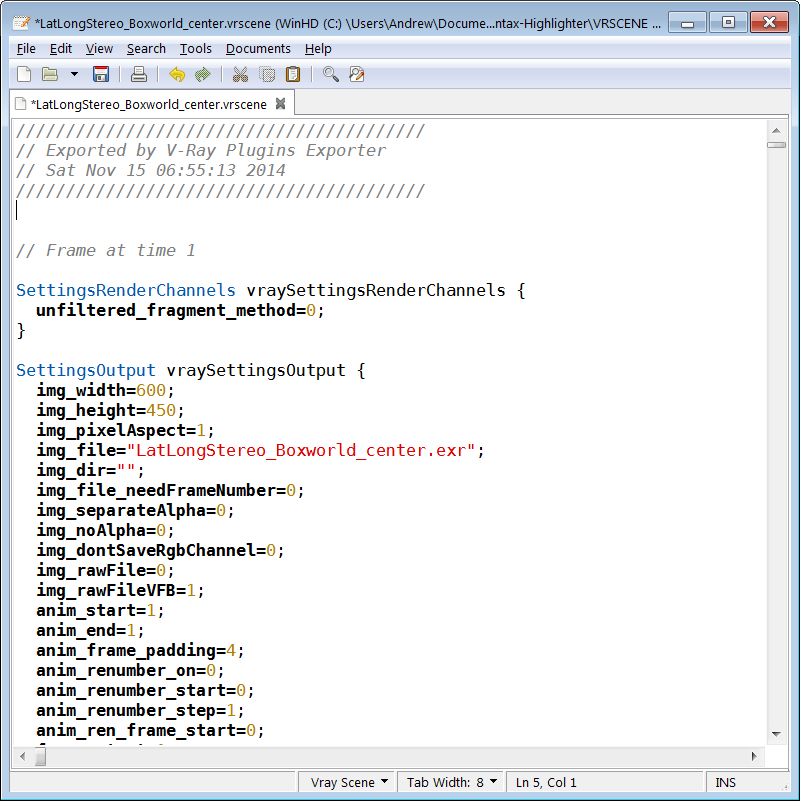 *LatLongStereo_Boxworld_center.vrscene (WinHD (C:) \Users\Andrew\Docume...ntax-Highlighter\VRSCENE ...
File Edit View Search Tools Documents Help
*LatLongStereo_Boxworld_center.vrscene
/////////////////////////////////////////
// Exported by V-Ray Plugins Exporter
// Sat Nov 15 06:55:13 2014
/////////////////////////////////////////
// Frame at time 1
SettingsRenderChannels vraySettingsRenderChannels {
unfiltered_fragment_method=0;
}
SettingsOutput vraySettingsOutput {
img_width=600;
img_height=450;
img_pixelAspect=1;
img_file="LatLongStereo_Boxworld_center.exr";
img_dir="";
img_file_needFrameNumber=0;
img_separateAlpha=0;
img_noAlpha=0;
img_dontSaveRgbChannel=0;
img_rawFile=0;
img_rawFileVFB=1;
anim_start=1;
anim_end=1;
anim_frame_padding=4;
anim_renumber_on=0;
anim_renumber_start=0;
anim_renumber_step=1;
anim_ren_frame_start=0;
Vray Scene Tab Width: 8 Ln 5, Col 1 INS